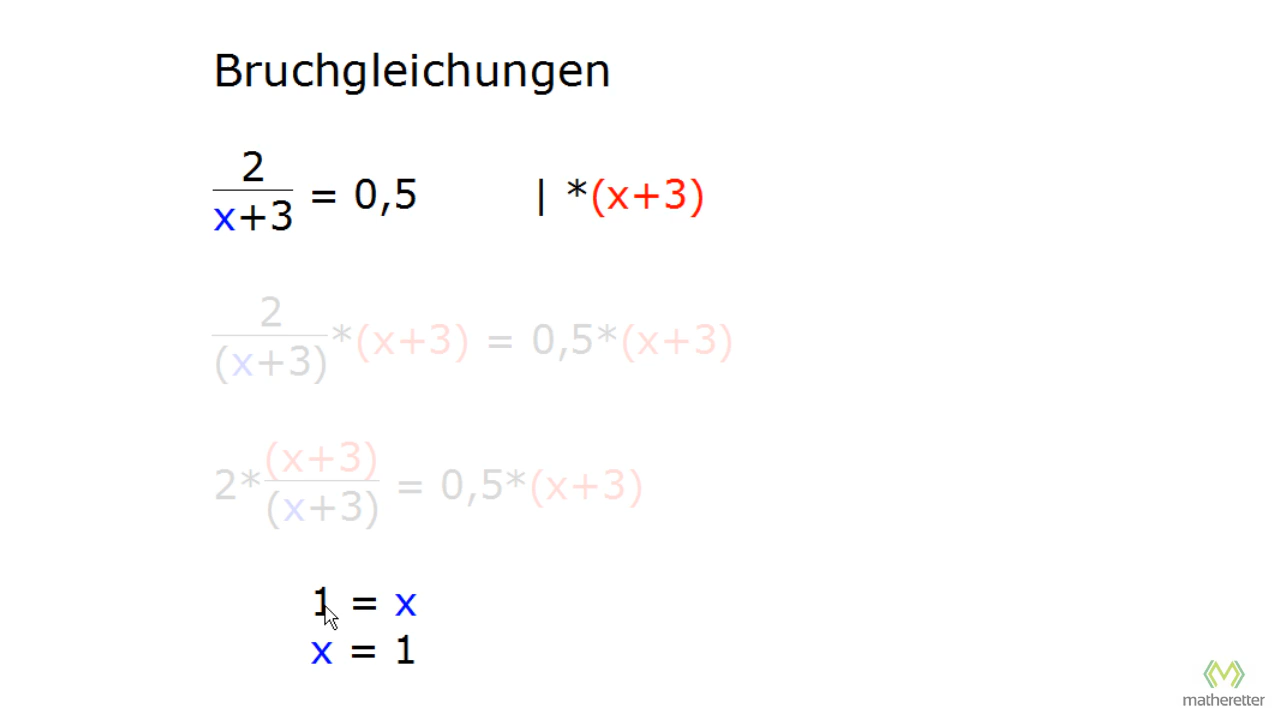 Bruchgleichungen
2
x+3 = 0,5 | *(x+3)
2
(x+3) *(x+3) = 0,5*(x+3)
2* (x+3)
(x+3) = 0,5*(x+3)
1 = x
x = 1
matheretter